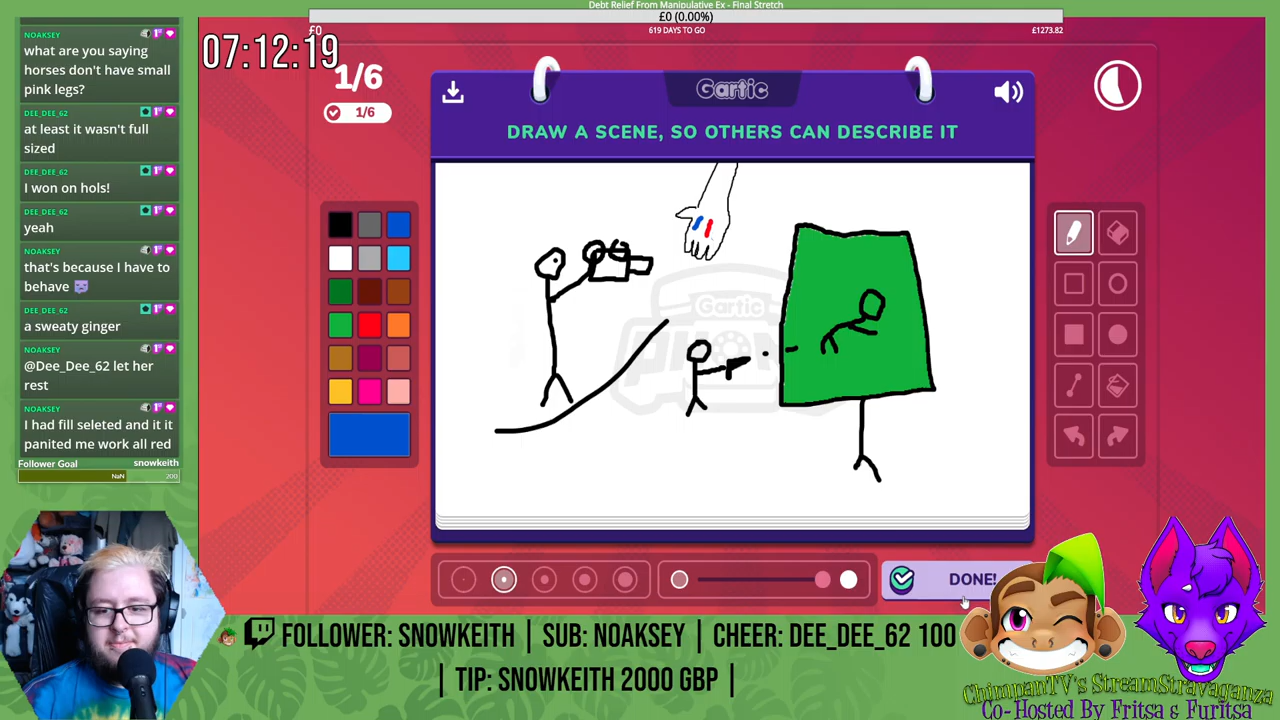 Debt Relief From Manipulative Ex - Final Stretch
£0 (0.00%)
£0
619 DAYS TO GO
£1273.82
07:12:19
1/6
1/6
Gartic
DRAW A SCENE, SO OTHERS CAN DESCRIBE IT
NOAKSEY
what are you saying
horses don't have small
pink legs?
DEE_DEE_62
at least it wasn't full
sized
DEE_DEE_62
I won on hols!
DEE_DEE_62
yeah
NOAKSEY
that's because I have to
behave
DEE_DEE_62
a sweaty ginger
NOAKSEY
@Dee_Dee_62 let her
rest
NOAKSEY
I had fill seleted and it it
panited me work all red
Follower Goal
snowkeith
NaN
200
Gartic
PHONE
DONE!
FOLLOWER: SNOWKEITH | SUB: NOAKSEY | CHEER: DEE_DEE_62 100
| TIP: SNOWKEITH 2000 GBP |
ChimpanTV's StreamStravaganza
Co-Hosted By Fritsa & Furitsa